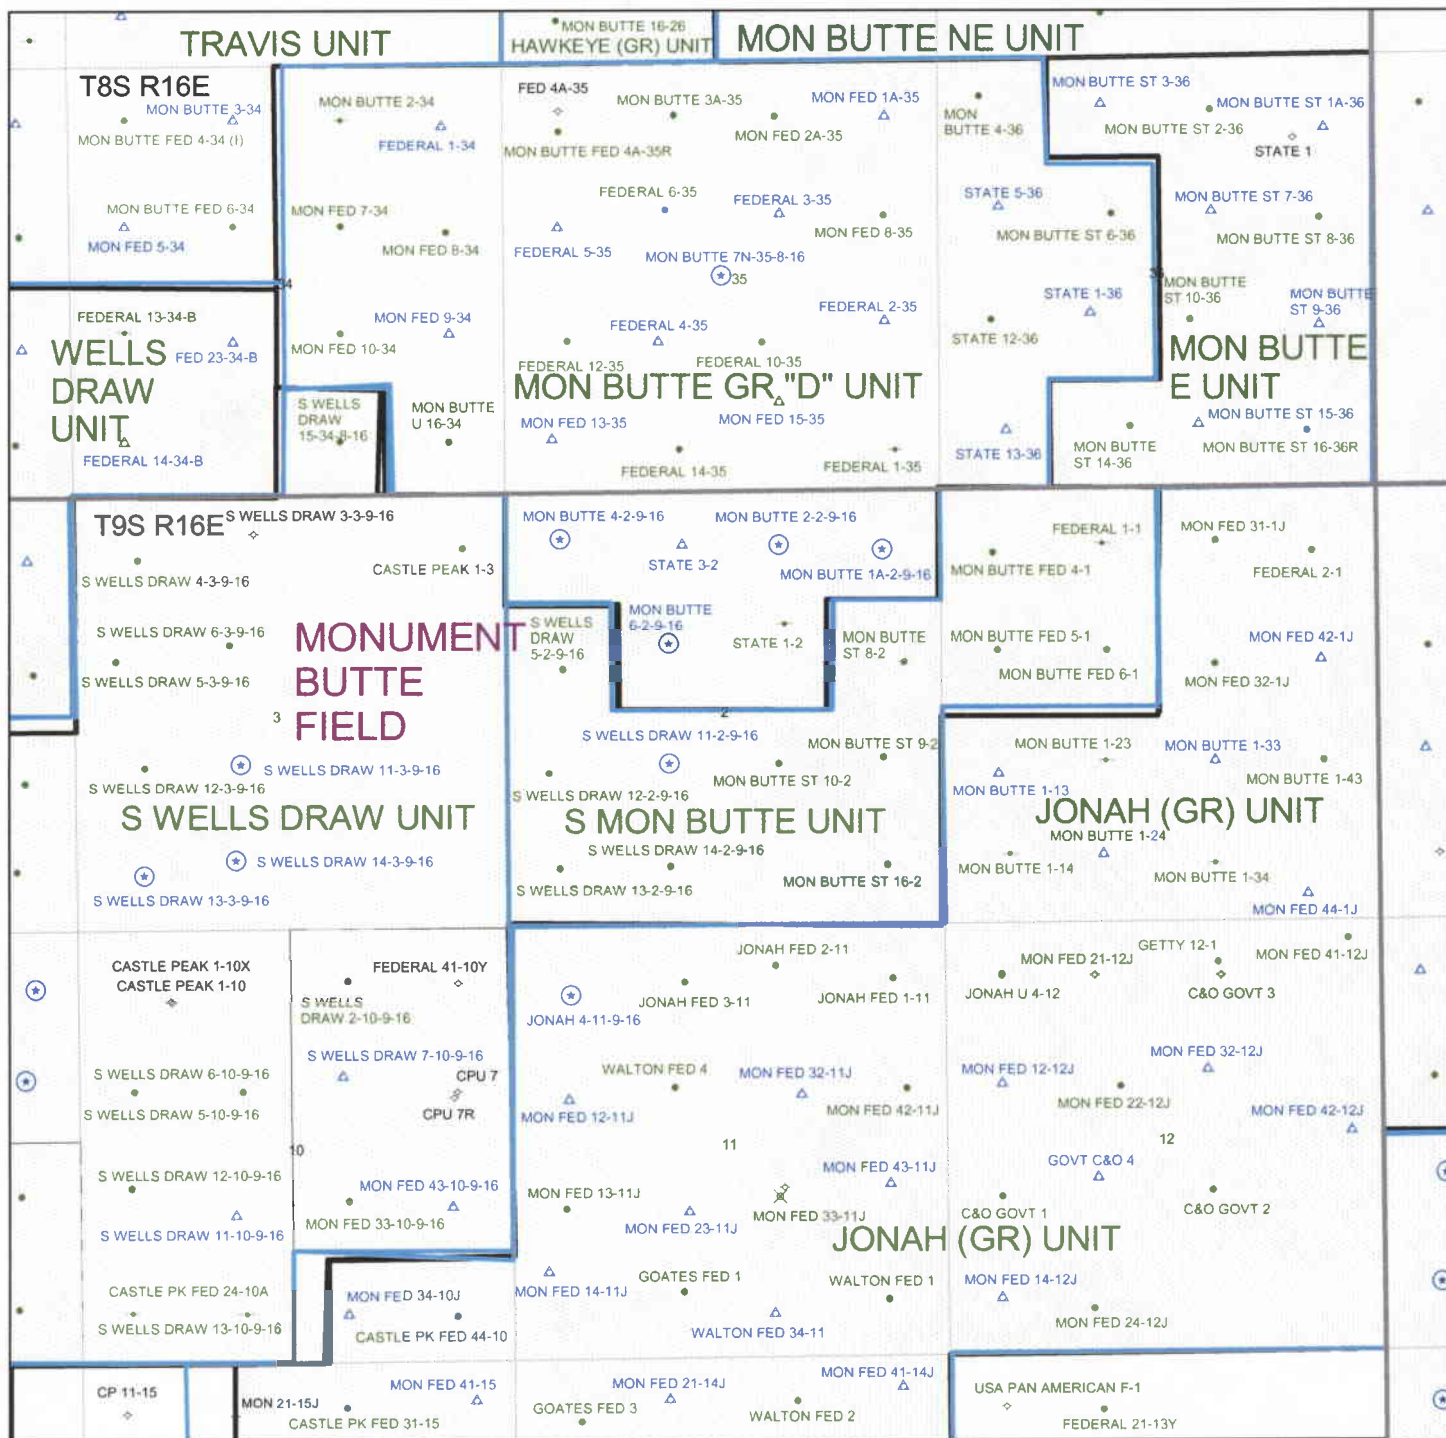 TRAVIS UNIT
MON BUTTE 16-26
HAWKEYE (GR) UNIT
MON BUTTE NE UNIT
T8S R16E
MON BUTTE 3-34
MON BUTTE FED 4-34 (I)
MON BUTTE 2-34
FEDERAL 1-34
FED 4A-35
MON BUTTE 3A-35
MON FED 1A-35
MON FED 2A-35
MON BUTTE FED 4A-35R
MON
BUTTE 4-36
MON BUTTE ST 3-36
MON BUTTE ST 1A-36
MON BUTTE ST 2-36
STATE 1
MON BUTTE FED 6-34
MON FED 5-34
MON FED 7-34
MON FED 8-34
FEDERAL 6-35
FEDERAL 3-35
MON FED 8-35
FEDERAL 5-35
MON BUTTE 7N-35-8-16
35
STATE 5-36
MON BUTTE ST 6-36
MON BUTTE ST 7-36
MON BUTTE ST 8-36
34
36
FEDERAL 13-34-B
FED 23-34-B
WELLS
DRAW
UNIT
FEDERAL 14-34-B
MON FED 9-34
MON FED 10-34
S WELLS
DRAW
15-34-8-16
MON BUTTE
U 16-34
FEDERAL 4-35
FEDERAL 2-35
FEDERAL 12-35
FEDERAL 10-35
MON BUTTE GR "D" UNIT
MON FED 13-35
MON FED 15-35
FEDERAL 14-35
FEDERAL 1-35
STATE 1-36
STATE 12-36
STATE 13-36
MON BUTTE
ST 10-36
MON BUTTE
ST 9-36
MON BUTTE
E UNIT
MON BUTTE ST 15-36
MON BUTTE
ST 14-36
MON BUTTE ST 16-36R
T9S R16E
S WELLS DRAW 3-3-9-16
S WELLS DRAW 4-3-9-16
CASTLE PEAK 1-3
MON BUTTE 4-2-9-16
MON BUTTE 2-2-9-16
STATE 3-2
MON BUTTE 1A-2-9-16
FEDERAL 1-1
MON BUTTE FED 4-1
MON FED 31-1J
FEDERAL 2-1
S WELLS DRAW 6-3-9-16
S WELLS DRAW 5-3-9-16
MONUMENT
BUTTE
FIELD
3
S WELLS
DRAW
5-2-9-16
MON BUTTE
6-2-9-16
STATE 1-2
MON BUTTE
ST 8-2
2
MON BUTTE FED 5-1
MON BUTTE FED 6-1
MON FED 42-1J
MON FED 32-1J
S WELLS DRAW 11-3-9-16
S WELLS DRAW 12-3-9-16
S WELLS DRAW UNIT
S WELLS DRAW 14-3-9-16
S WELLS DRAW 13-3-9-16
S WELLS DRAW 11-2-9-16
MON BUTTE ST 9-2
MON BUTTE ST 10-2
S WELLS DRAW 12-2-9-16
S MON BUTTE UNIT
S WELLS DRAW 14-2-9-16
S WELLS DRAW 13-2-9-16
MON BUTTE ST 16-2
MON BUTTE 1-23
MON BUTTE 1-33
MON BUTTE 1-13
MON BUTTE 1-43
JONAH (GR) UNIT
MON BUTTE 1-24
MON BUTTE 1-14
MON BUTTE 1-34
MON FED 44-1J
CASTLE PEAK 1-10X
CASTLE PEAK 1-10
FEDERAL 41-10Y
S WELLS
DRAW 2-10-9-16
JONAH FED 2-11
JONAH FED 3-11
JONAH FED 1-11
JONAH 4-11-9-16
MON FED 21-12J
GETTY 12-1
MON FED 41-12J
JONAH U 4-12
C&O GOVT 3
S WELLS DRAW 6-10-9-16
S WELLS DRAW 5-10-9-16
S WELLS DRAW 7-10-9-16
CPU 7
CPU 7R
WALTON FED 4
MON FED 32-11J
MON FED 12-11J
MON FED 42-11J
MON FED 12-12J
MON FED 32-12J
MON FED 22-12J
MON FED 42-12J
10
11
12
S WELLS DRAW 12-10-9-16
S WELLS DRAW 11-10-9-16
MON FED 43-10-9-16
MON FED 33-10-9-16
MON FED 13-11J
MON FED 43-11J
MON FED 23-11J
MON FED 33-11J
GOVT C&O 4
C&O GOVT 1
C&O GOVT 2
JONAH (GR) UNIT
CASTLE PK FED 24-10A
S WELLS DRAW 13-10-9-16
MON FED 34-10J
CASTLE PK FED 44-10
MON FED 14-11J
GOATES FED 1
WALTON FED 1
WALTON FED 34-11
MON FED 14-12J
MON FED 24-12J
CP 11-15
MON 21-15J
MON FED 41-15
CASTLE PK FED 31-15
MON FED 21-14J
GOATES FED 3
MON FED 41-14J
WALTON FED 2
USA PAN AMERICAN F-1
FEDERAL 21-13Y